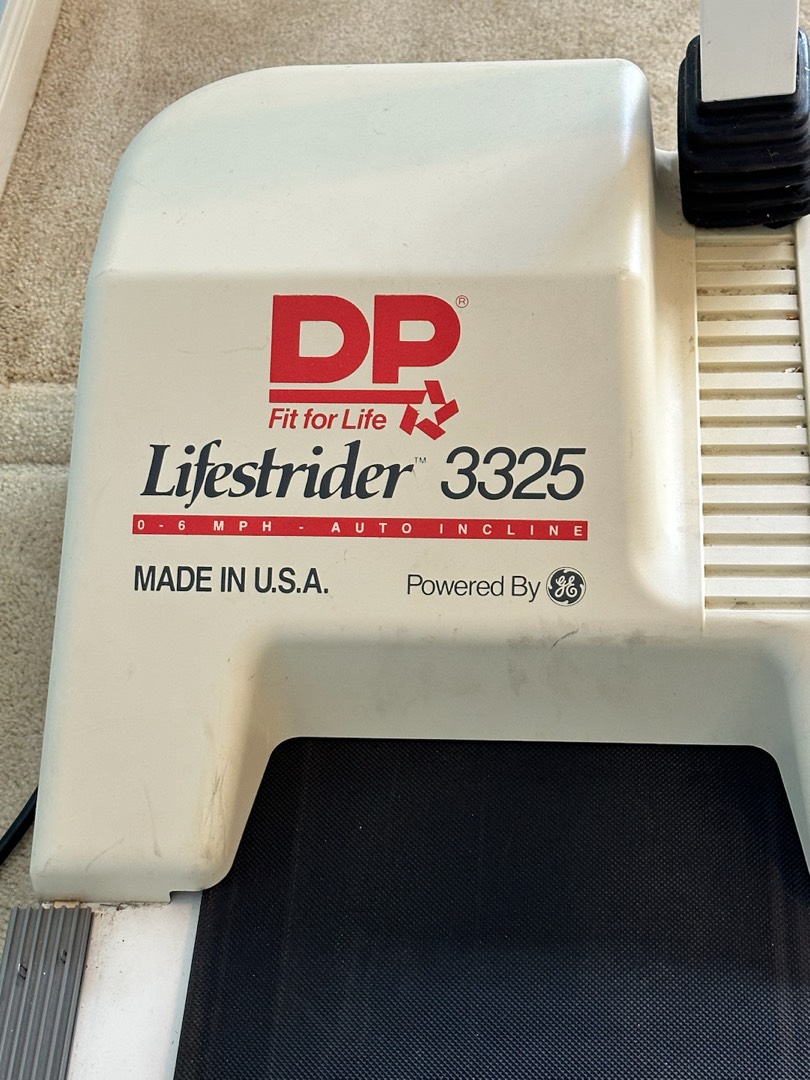 DP®
Fit for Life
Lifestrider™ 3325
0-6 MPH - AUTO INCLINE
MADE IN U.S.A. Powered By GE